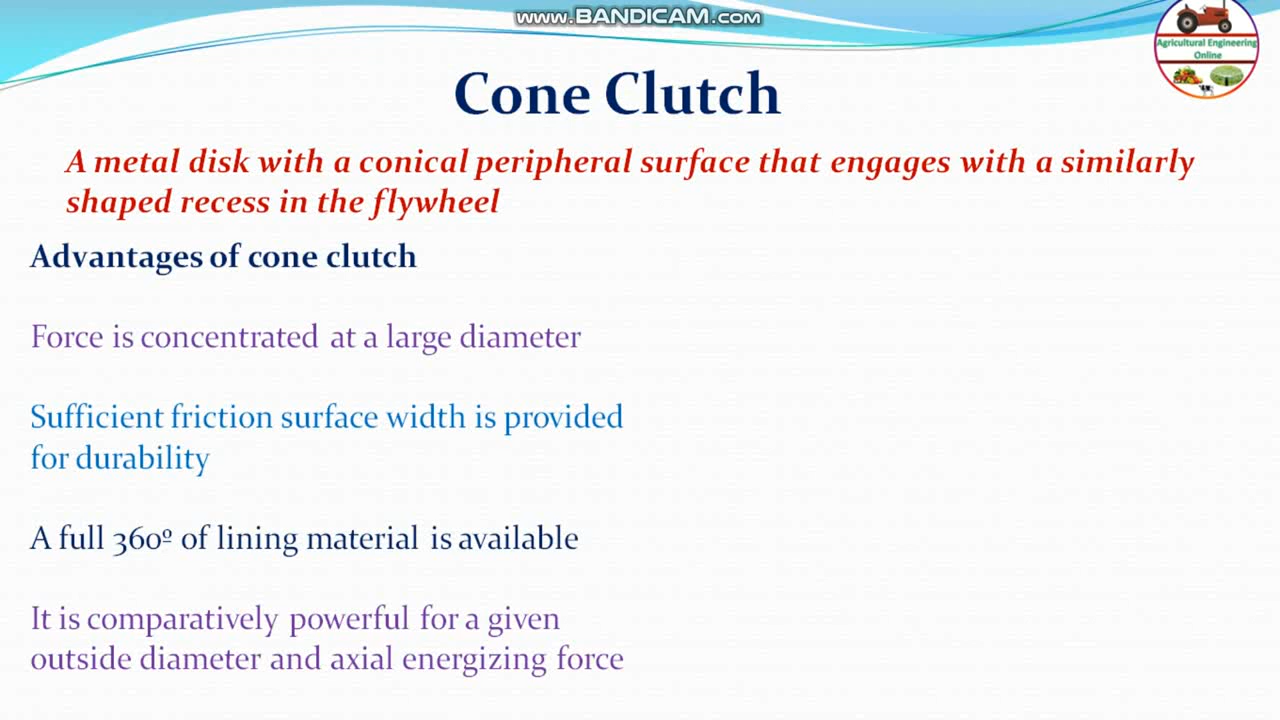 www.BANDICAM.com
Agricultural Engineering
Online
Cone Clutch
A metal disk with a conical peripheral surface that engages with a similarly
shaped recess in the flywheel
Advantages of cone clutch
Force is concentrated at a large diameter
Sufficient friction surface width is provided
for durability
A full 360º of lining material is available
It is comparatively powerful for a given
outside diameter and axial energizing force